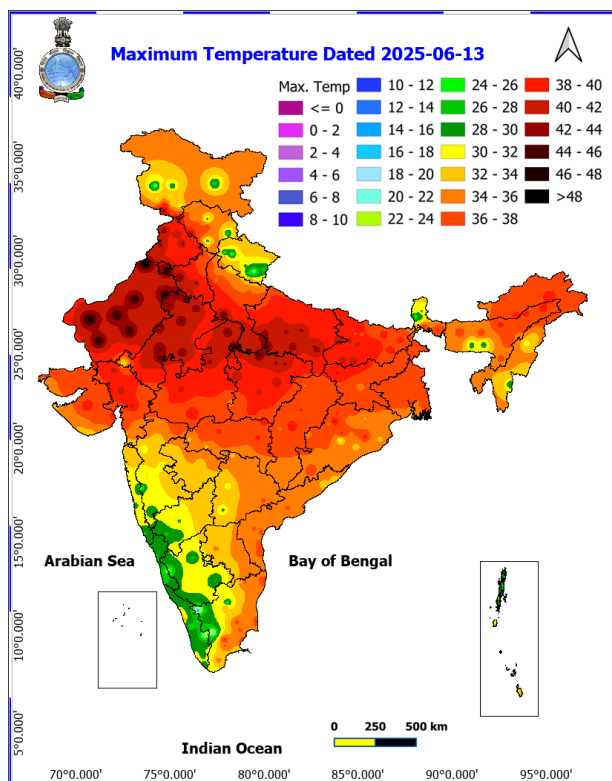 Maximum Temperature Dated 2025-06-13
Max. Temp
<= 0
0 - 2
2 - 4
4 - 6
6 - 8
8 - 10
10 - 12
12 - 14
14 - 16
16 - 18
18 - 20
20 - 22
22 - 24
24 - 26
26 - 28
28 - 30
30 - 32
32 - 34
34 - 36
36 - 38
38 - 40
40 - 42
42 - 44
44 - 46
46 - 48
>48
40°0.000'
35°0.000'
30°0.000'
25°0.000'
20°0.000'
15°0.000'
10°0.000'
5°0.000'
Arabian Sea
Bay of Bengal
0 250 500 km
Indian Ocean
70°0.000' 75°0.000' 80°0.000' 85°0.000' 90°0.000' 95°0.000'